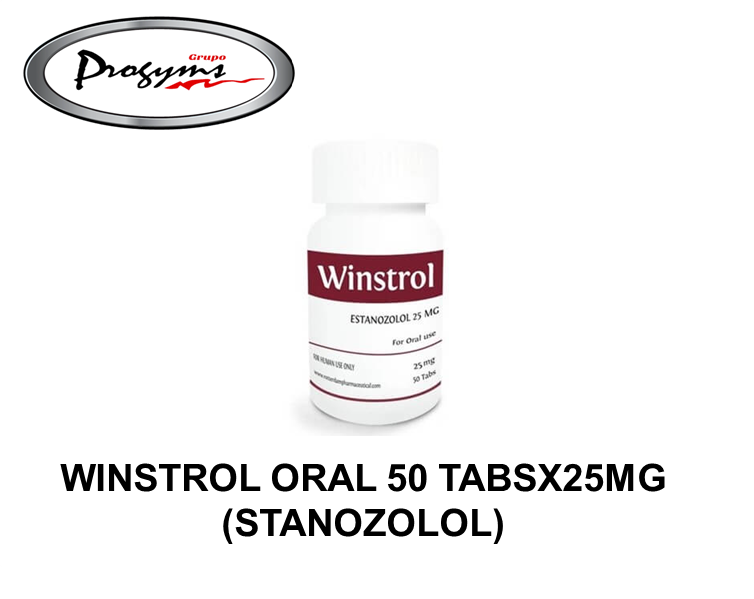 Grupo
Progyms
Winstrol
ESTANOZOLOL 25 MG
For Oral use
FOR HUMAN USE ONLY
25 mg
50 Tabs
WINSTROL ORAL 50 TABSX25MG
(STANOZOLOL)